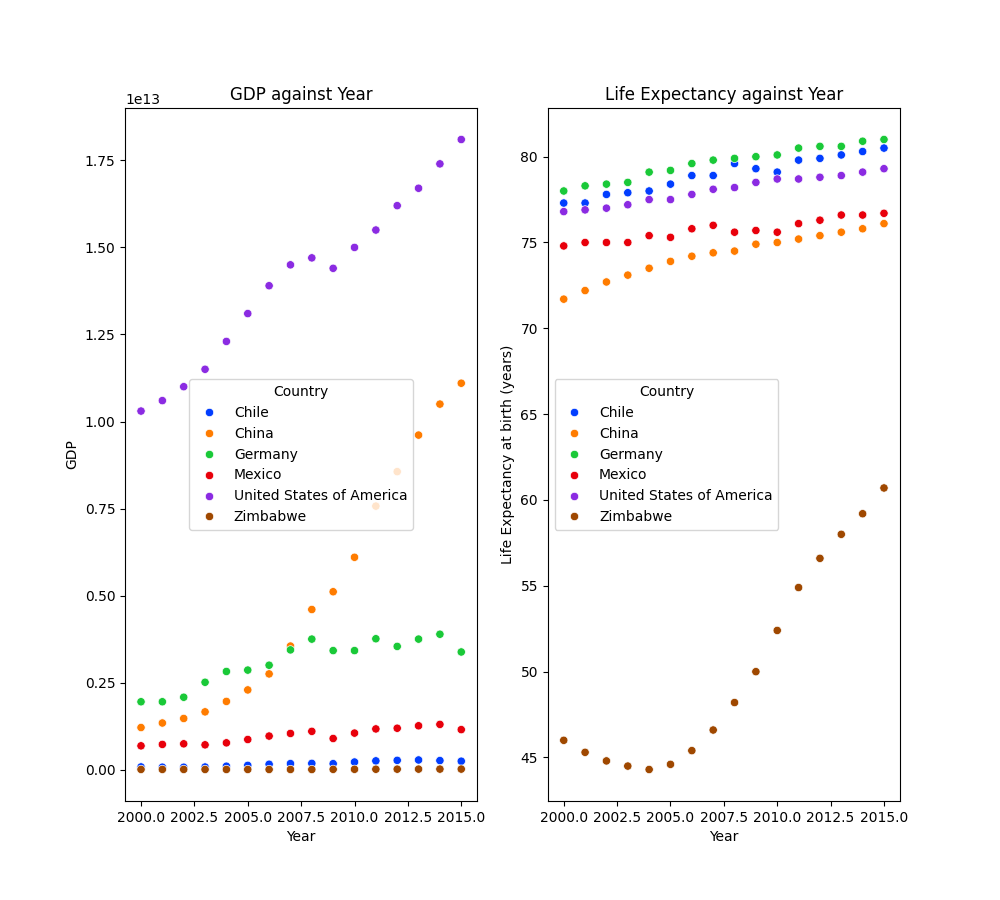 GDP against Year
1e13
1.75
1.50
1.25
1.00
0.75
0.50
0.25
0.00
GDP
Country
Chile
China
Germany
Mexico
United States of America
Zimbabwe
2000.0 2002.5 2005.0 2007.5 2010.0 2012.5 2015.0
Year
Life Expectancy against Year
80
75
70
65
60
55
50
45
Life Expectancy at birth (years)
Country
Chile
China
Germany
Mexico
United States of America
Zimbabwe
2000.0 2002.5 2005.0 2007.5 2010.0 2012.5 2015.0
Year